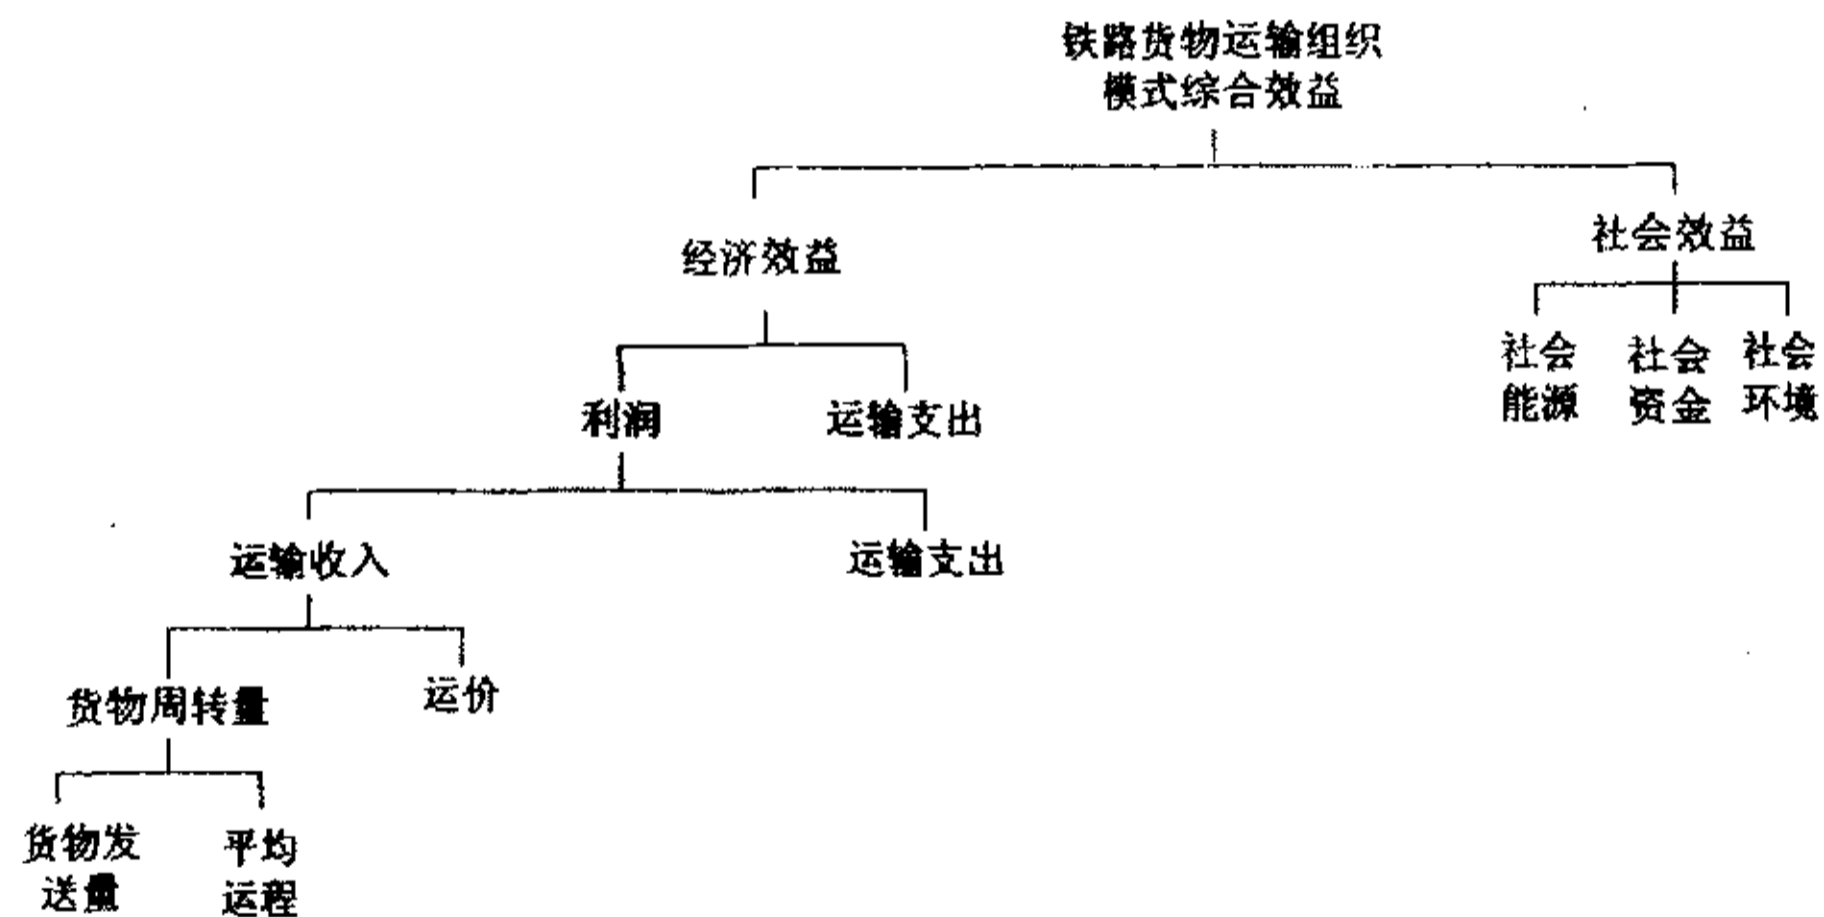 铁路货物运输组织
模式综合效益
经济效益
社会效益
社会
能源
社会
资金
社会
环境
利润
运输支出
运输收入
运输支出
货物周转量
运价
货物发
送量
平均
运程